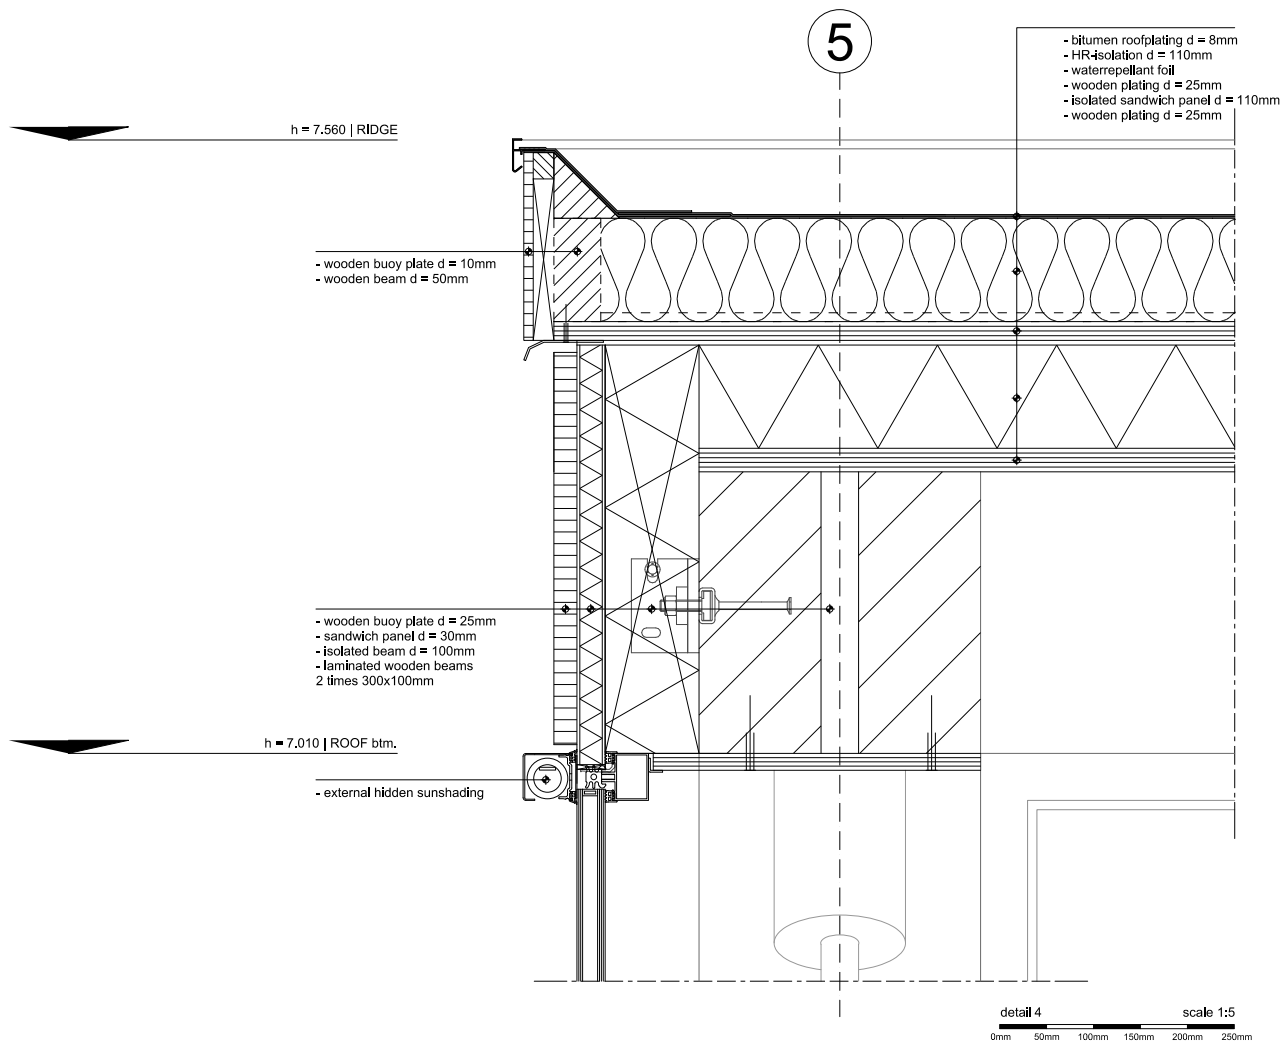 5
- bitumen roofplating d = 8mm
- HR-isolation d = 110mm
- waterrepellant foil
- wooden plating d = 25mm
- isolated sandwich panel d = 110mm
- wooden plating d = 25mm
h = 7.560 | RIDGE
- wooden buoy plate d = 10mm
- wooden beam d = 50mm
- wooden buoy plate d = 25mm
- sandwich panel d = 30mm
- isolated beam d = 100mm
- laminated wooden beams
2 times 300x100mm
h = 7.010 | ROOF btm.
- external hidden sunshading
detail 4 scale 1:5
0mm 50mm 100mm 150mm 200mm 250mm